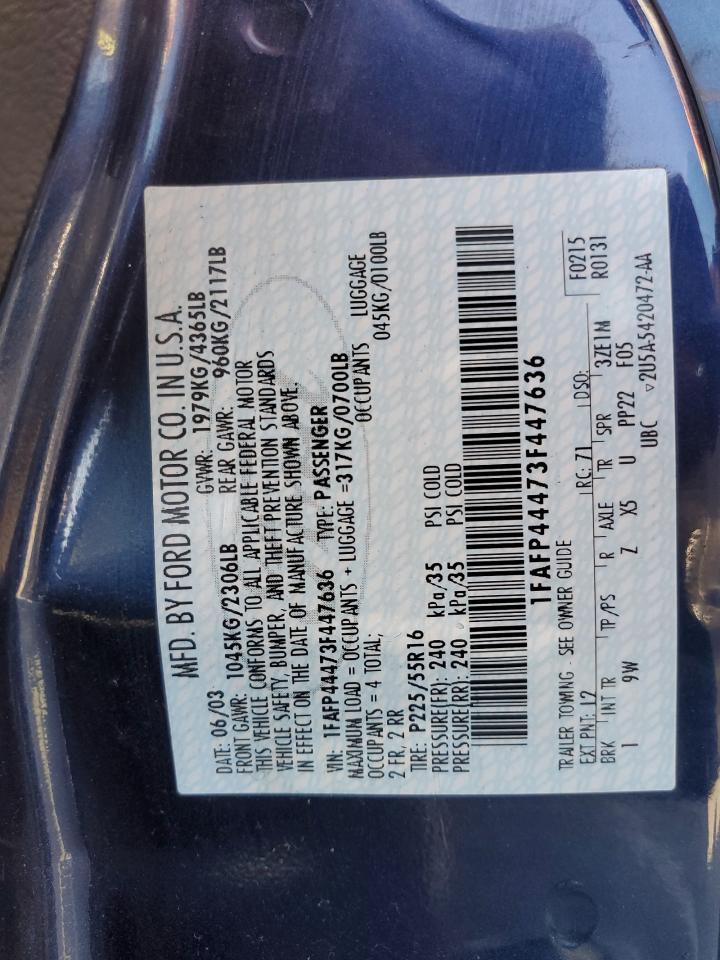 MFD. BY FORD MOTOR CO. IN U.S.A.
DATE: 06/03 GVWR: 1979KG/4365LB
FRONT GAWR: 1045KG/2306LB REAR GAWR: 960KG/2117LB
THIS VEHICLE CONFORMS TO ALL APPLICABLE FEDERAL MOTOR
VEHICLE SAFETY, BUMPER, AND THEFT PREVENTION STANDARDS
IN EFFECT ON THE DATE OF MANUFACTURE SHOWN ABOVE.
VIN: 1FAFP44473F447636 TYPE: PASSENGER
MAXIMUM LOAD = OCCUPANTS + LUGGAGE =317KG/0700LB
OCCUPANTS = 4 TOTAL; OCCUPANTS LUGGAGE
2 FR, 2 RR 045KG/0100LB
TIRE: P225/55R16
PRESSURE(FR): 240 kPa/35 PSI COLD
PRESSURE(RR): 240 kPa/35 PSI COLD
1FAFP44473F447636
TRAILER TOWING - SEE OWNER GUIDE F0215
EXT PNT: L2 RC: 71 DSO: R0131
BRK INT TR TP/PS R AXLE TR SPR 3ZE1M
1 9W Z X5 U PP22 F05
UBC v2U5A-5420472-AA